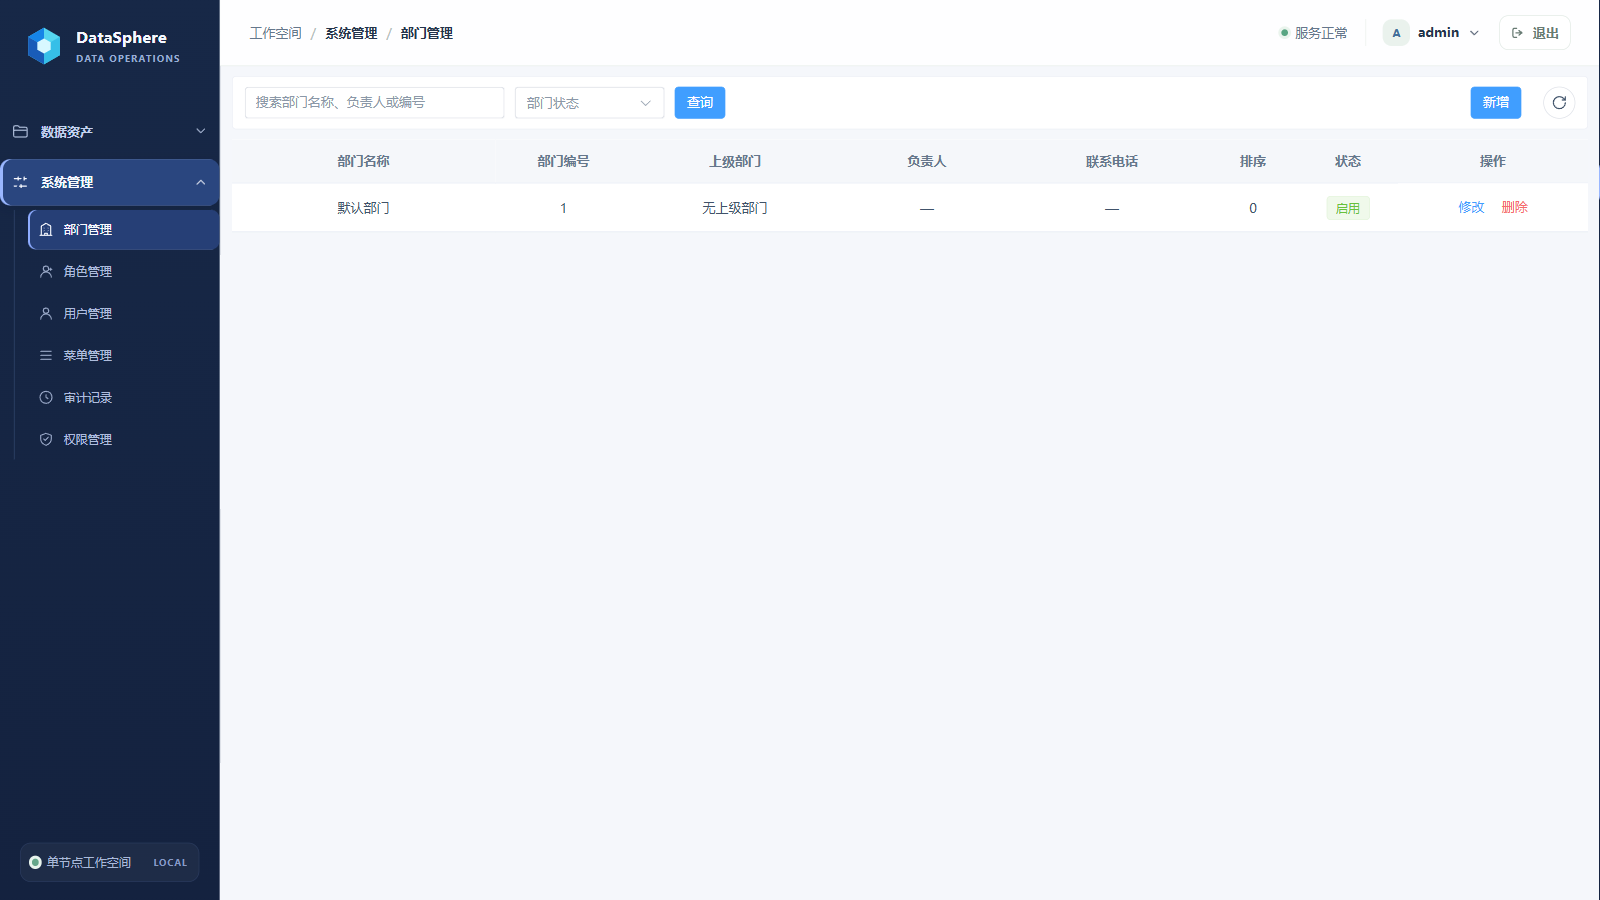 DataSphere
DATA OPERATIONS
数据资产
系统管理
部门管理
角色管理
用户管理
菜单管理
审计记录
权限管理
单节点工作空间 LOCAL
工作空间 / 系统管理 / 部门管理
服务正常 A admin 退出
搜索部门名称、负责人或编号 部门状态 查询 新增
部门名称 部门编号 上级部门 负责人 联系电话 排序 状态 操作
默认部门 1 无上级部门 — — 0 启用 修改 删除